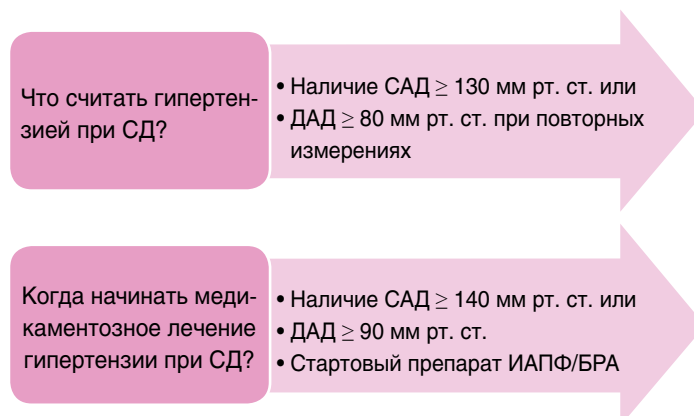 Что считать гипертен-
зией при СД?
• Наличие САД ≥ 130 мм рт. ст. или
• ДАД ≥ 80 мм рт. ст. при повторных
измерениях
Когда начинать меди-
каментозное лечение
гипертензии при СД?
• Наличие САД ≥ 140 мм рт. ст. или
• ДАД ≥ 90 мм рт. ст.
• Стартовый препарат ИАПФ/БРА